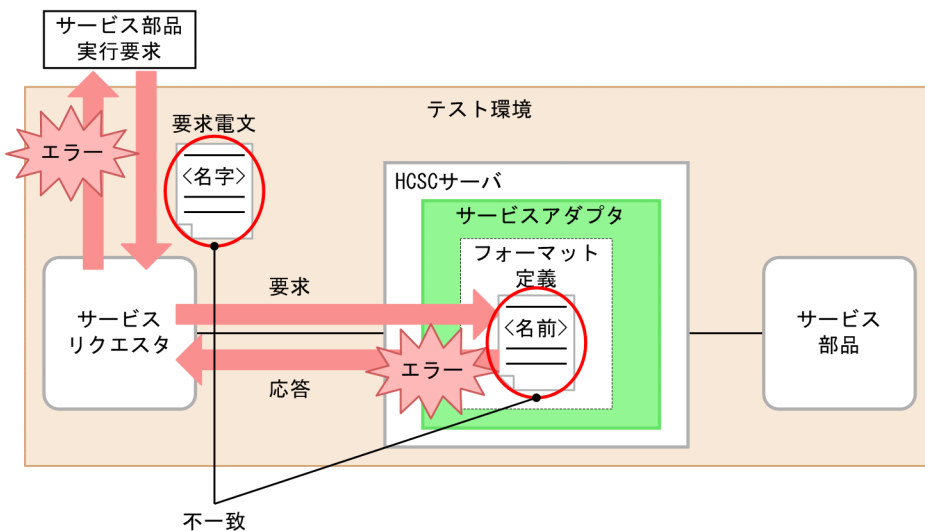 サービス部品
実行要求
テスト環境
要求電文
エラー
<名字>
HCSCサーバ
サービスアダプタ
フォーマット
定義
要求
<名前>
サービス
リクエスタ
エラー
応答
サービス
部品
不一致